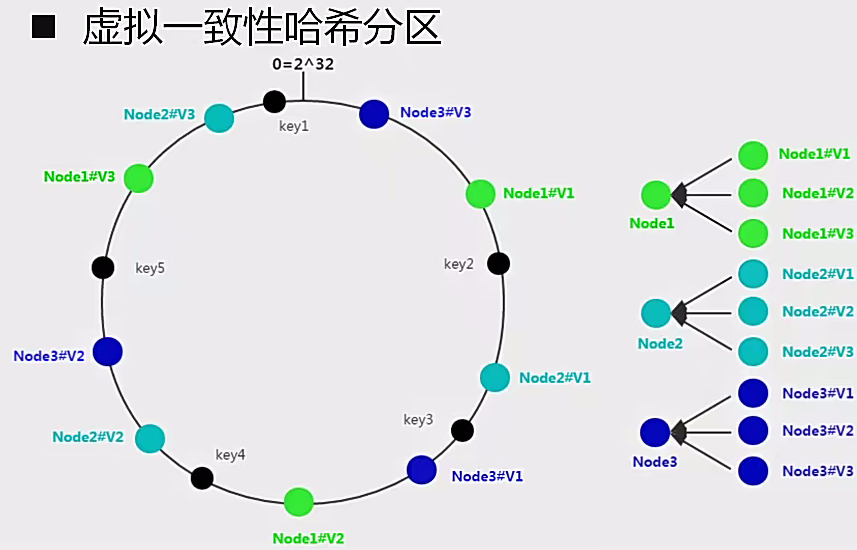 ■ 虚拟一致性哈希分区
0=2^32
Node2#V3
key1
Node3#V3
Node1#V3
Node1#V1
key5
key2
Node3#V2
Node2#V1
Node2#V2
key4
key3
Node3#V1
Node1#V2
Node1
Node1#V1
Node1#V2
Node1#V3
Node2
Node2#V1
Node2#V2
Node2#V3
Node3
Node3#V1
Node3#V2
Node3#V3